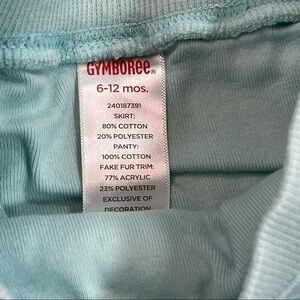 GYMBOREE®
6-12 mos.
240187391
SKIRT:
80% COTTON
20% POLYESTER
PANTY:
100% COTTON
FAKE FUR TRIM:
77% ACRYLIC
23% POLYESTER
EXCLUSIVE OF
DECORATION